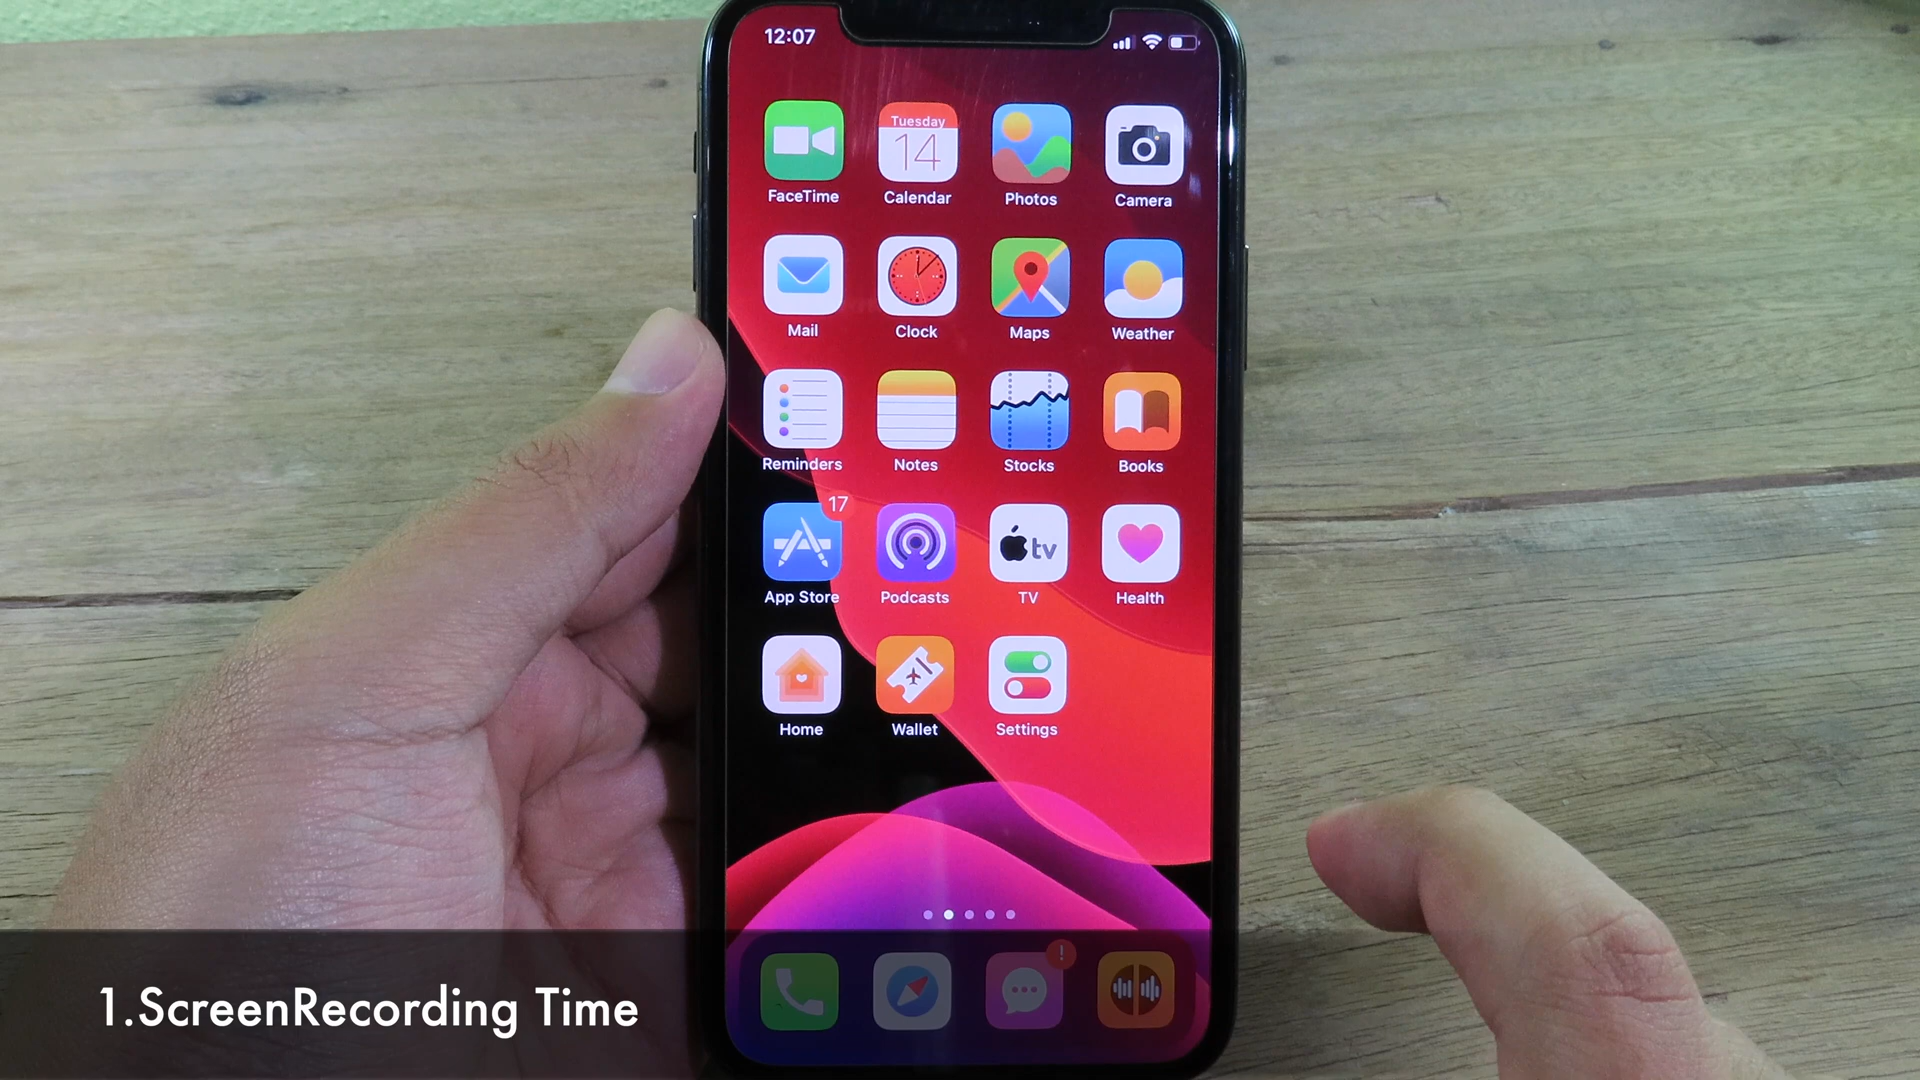 12:07
Tuesday
14
FaceTime
Calendar
Photos
Camera
Mail
Clock
Maps
Weather
Reminders
Notes
Stocks
Books
17
tv
App Store
Podcasts
TV
Health
Home
Wallet
Settings
!
1.ScreenRecording Time